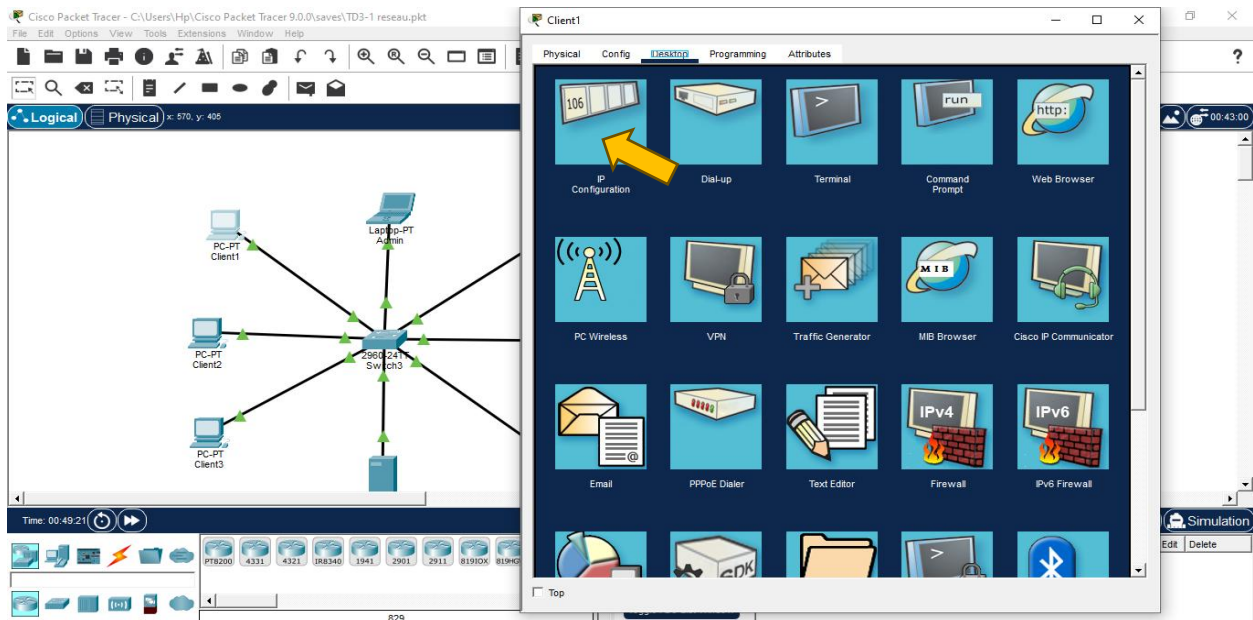 Cisco Packet Tracer - C:\Users\Hp\Cisco Packet Tracer 9.0.0\saves\TD3-1 reseau.pkt
File Edit Options View Tools Extensions Window Help
Logical Physical x: 570, y: 405
PC-PT
Client1
Laptop-PT
Admin
PC-PT
Client2
2960-24TT
Switch3
PC-PT
Client3
Time: 00:49:21
PT8200 4331 4321 IR8340 1941 2901 2911 819IOX 819HG
829
Client1
Physical Config Desktop Programming Attributes
106
run
http:
IP
Configuration
Dial-up
Terminal
Command
Prompt
Web Browser
MIB
PC Wireless
VPN
Traffic Generator
MIB Browser
Cisco IP Communicator
IPv4
IPv6
Email
PPPoE Dialer
Text Editor
Firewall
IPv6 Firewall
SDK
Top
?
00:43:00
Simulation
Edit Delete